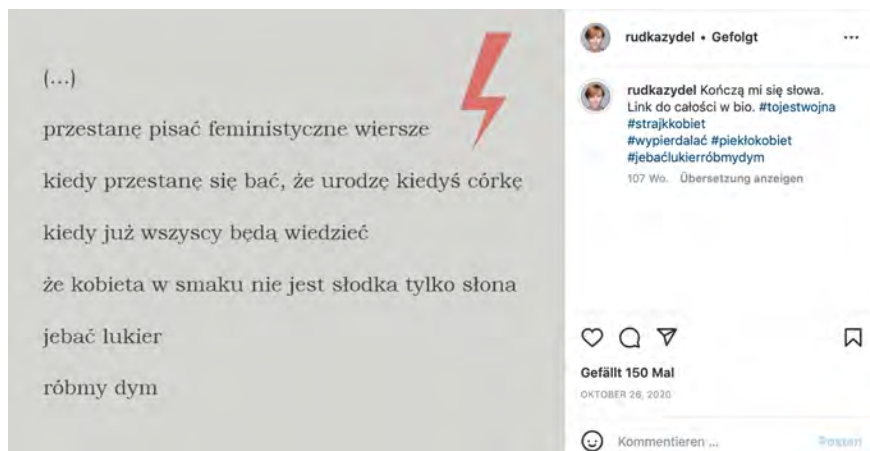 (...)
przestanę pisać feministyczne wiersze
kiedy przestanę się bać, że urodzę kiedyś córkę
kiedy już wszyscy będą wiedzieć
że kobieta w smaku nie jest słodka tylko słona
jebać lukier
róbmy dym
rudkazydel • Gefolgt
rudkazydel Kończą mi się słowa.
Link do całości w bio. #tojestwojna
#strajkkobiet
#wypierdalać #piekłokobiet
#jebaćlukierróbmydym
107 Wo. Übersetzung anzeigen
Gefällt 150 Mal
OKTOBER 26, 2020
Kommentieren ...
Posten